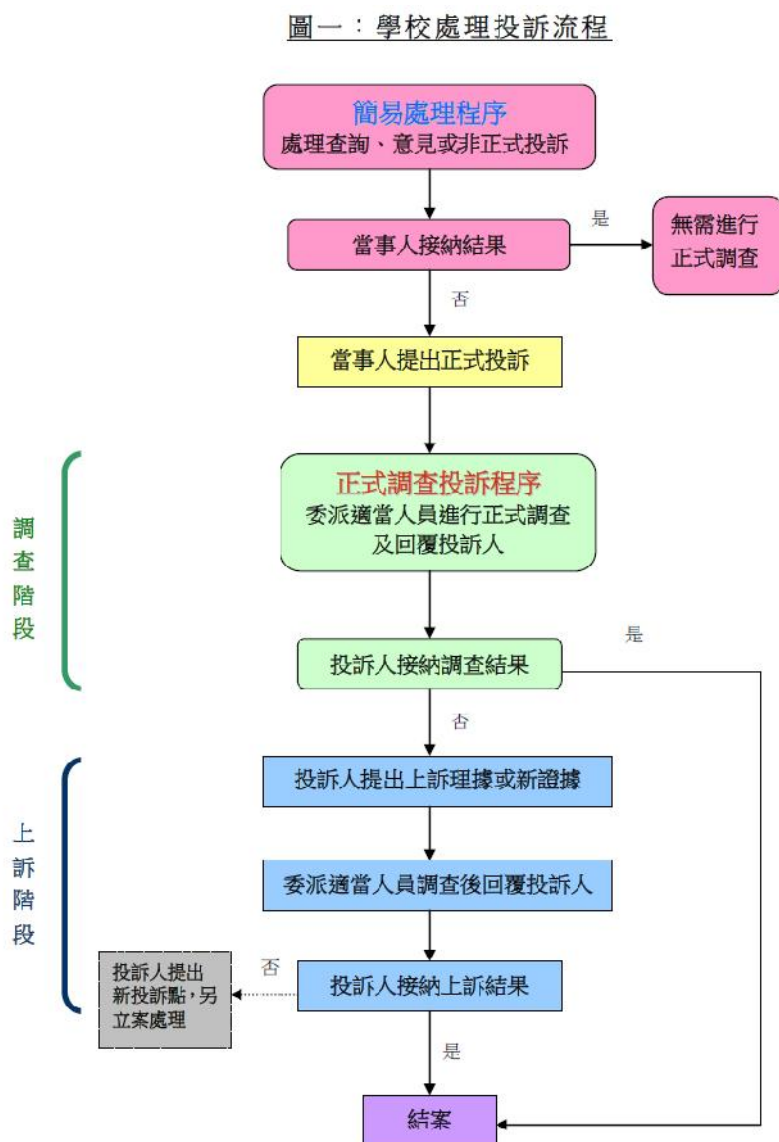 圖一：學校處理投訴流程
簡易處理程序
處理查詢、意見或非正式投訴
當事人接納結果
是
無需進行
正式調查
否
當事人提出正式投訴
調查階段
正式調查投訴程序
委派適當人員進行正式調查
及回覆投訴人
投訴人接納調查結果
是
否
上訴階段
投訴人提出上訴理據或新證據
委派適當人員調查後回覆投訴人
投訴人接納上訴結果
否
投訴人提出
新投訴點，另
立案處理
是
結案